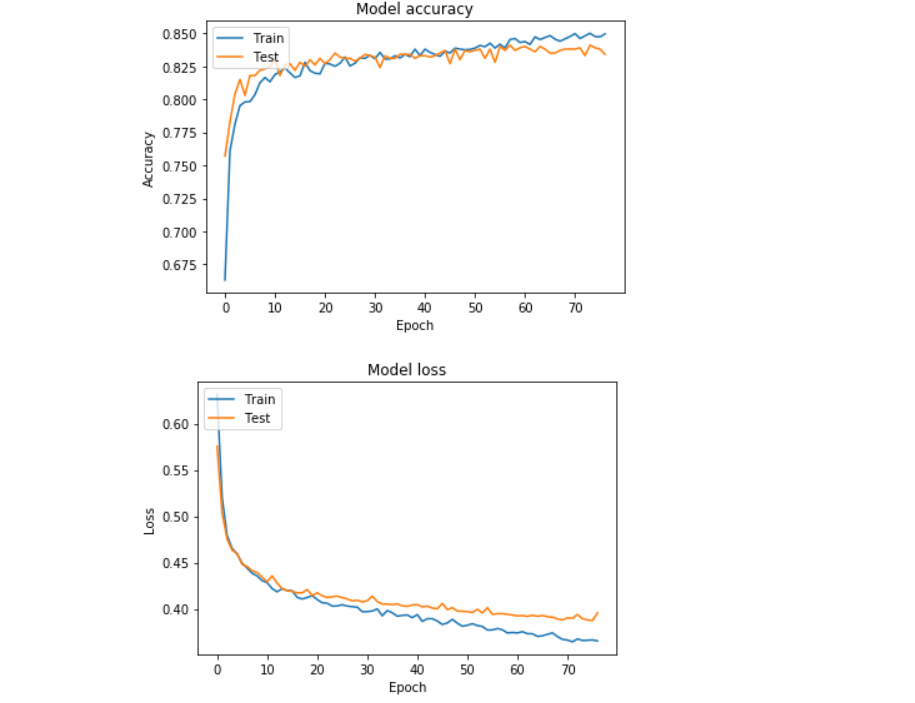 Model accuracy
Train
Test
0.850
0.825
0.800
0.775
0.750
0.725
0.700
0.675
Accuracy
0 10 20 30 40 50 60 70
Epoch
Model loss
Train
Test
0.60
0.55
0.50
0.45
0.40
Loss
0 10 20 30 40 50 60 70
Epoch